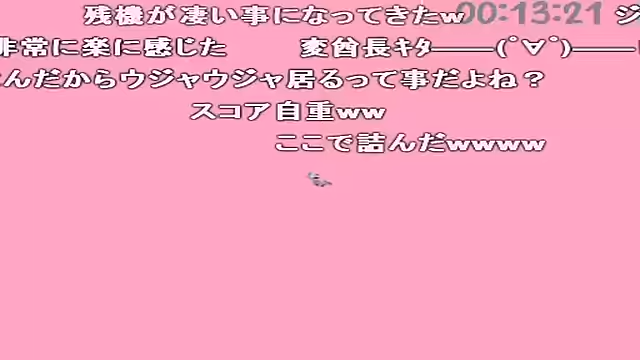 残機が凄い事になってきたw 00:13:21 ジ
非常に楽に感じた 変酋長ｷﾀ━━━(ﾟ∀ﾟ)━━━
んだからウジャウジャ居るって事だよね？
スコア自重ww
ここで詰んだwwww